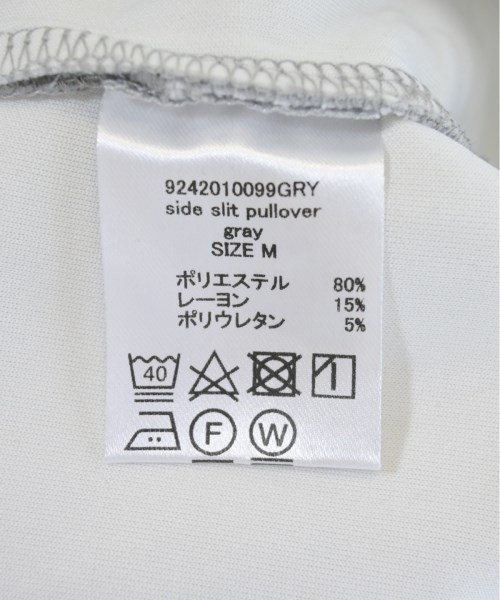 9242010099GRY
side slit pullover
gray
SIZE M
ポリエステル 80%
レーヨン 15%
ポリウレタン 5%
40
F W